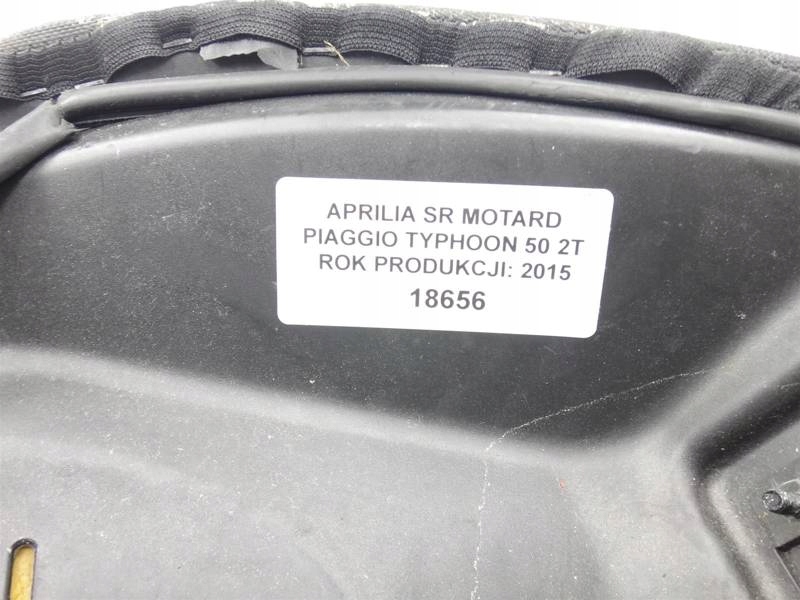 APRILIA SR MOTARD
PIAGGIO TYPHOON 50 2T
ROK PRODUKCJI: 2015
18656